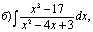 б) ∫ (x³ − 17)/(x² − 4x + 3) dx,